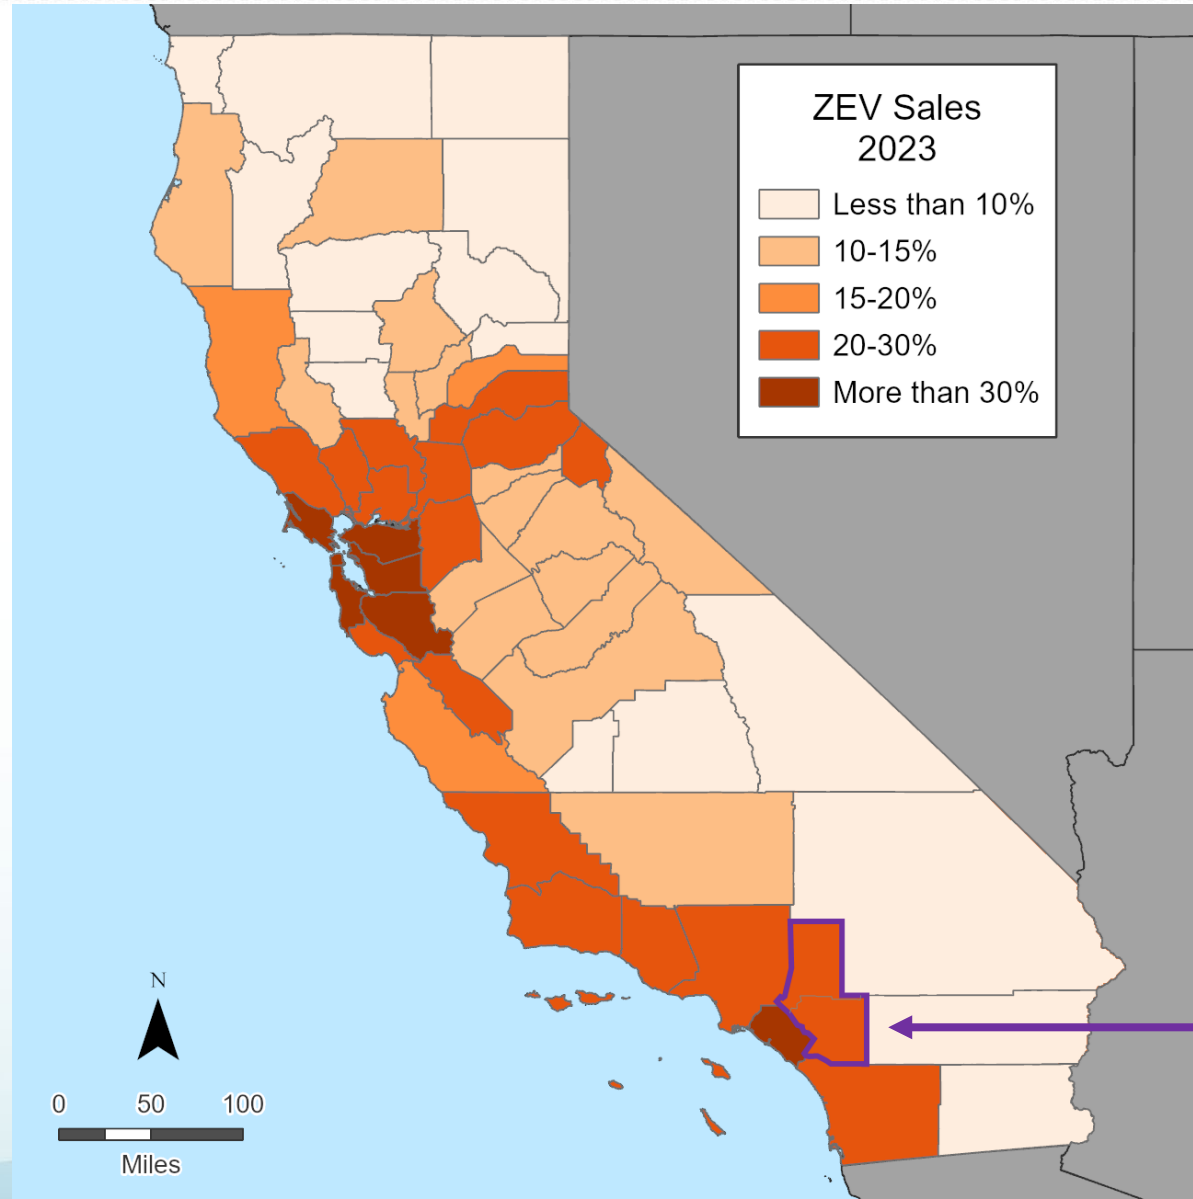 ZEV Sales
2023
Less than 10%
10-15%
15-20%
20-30%
More than 30%
N
0 50 100
Miles